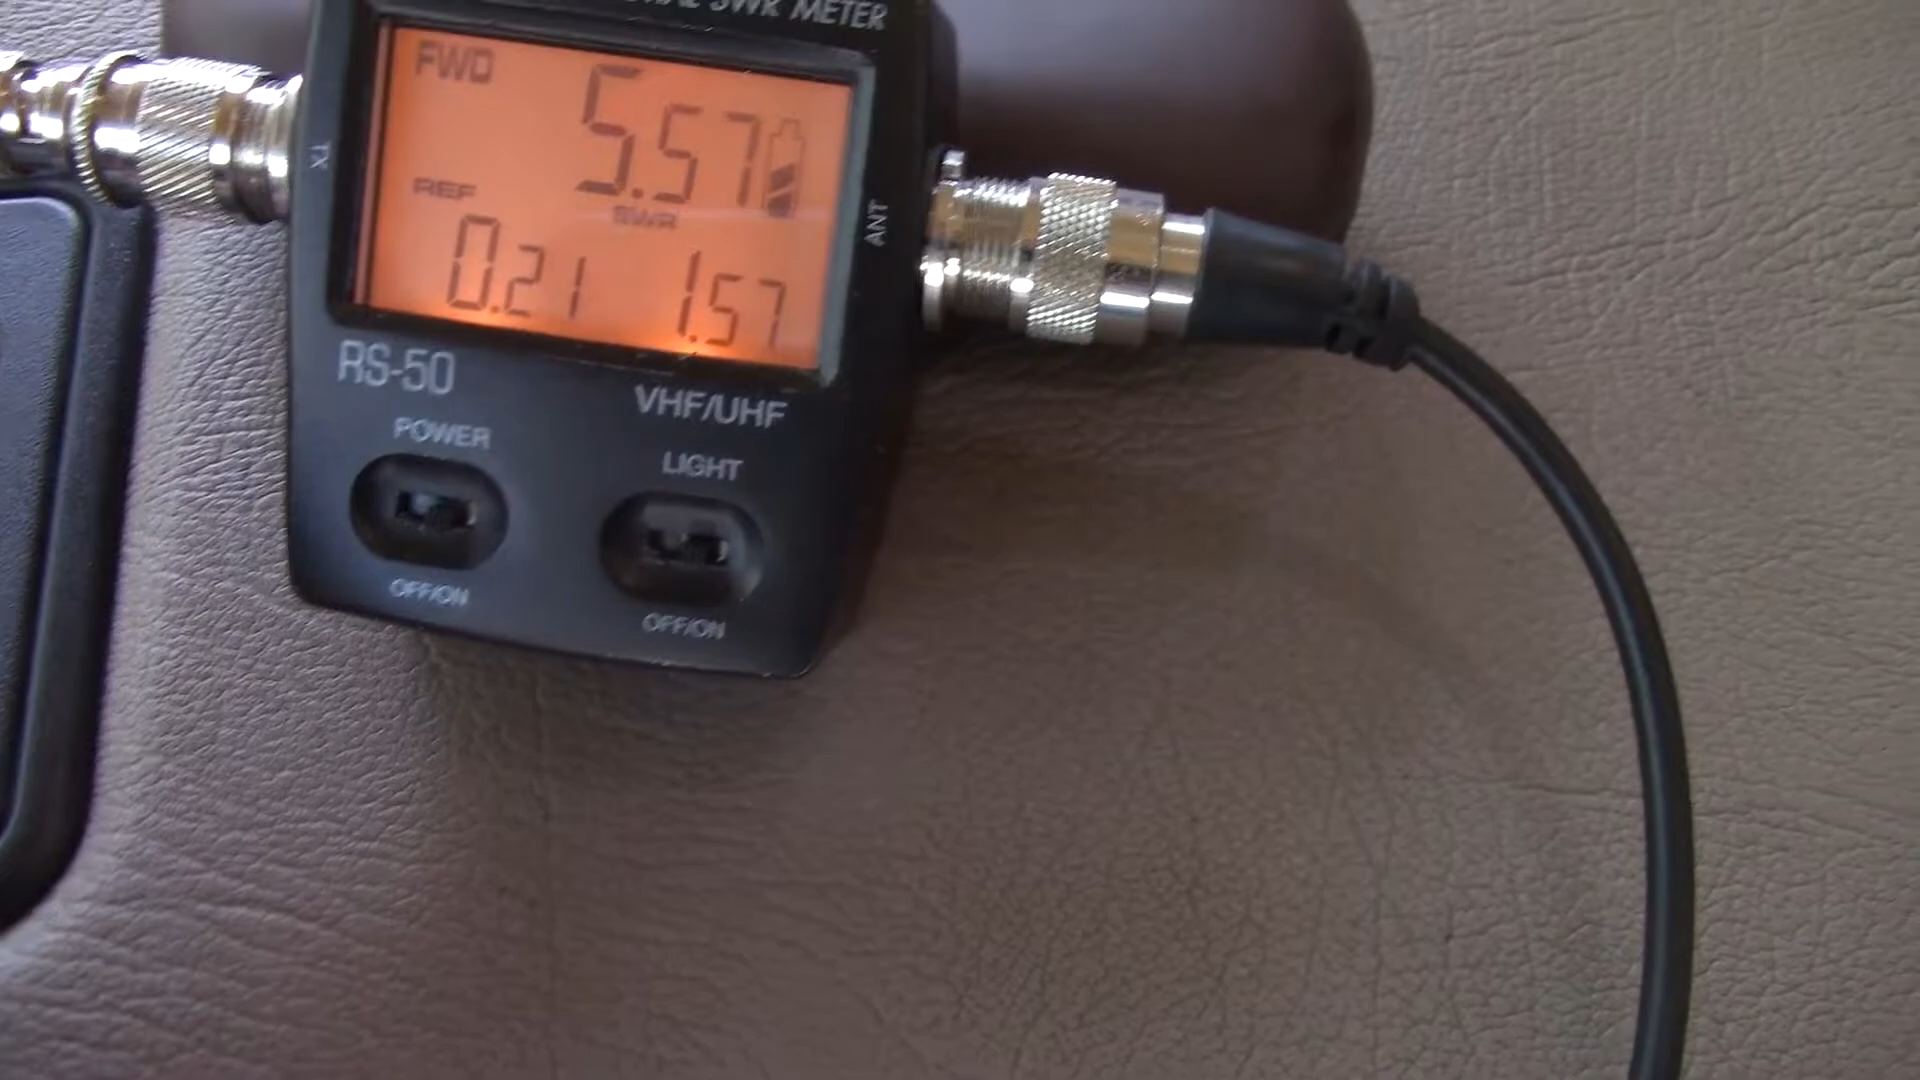 SWR METER
FWD
5.57
REF
SWR
0.21
1.57
TX
ANT
RS-50
VHF/UHF
POWER
LIGHT
OFF/ON
OFF/ON